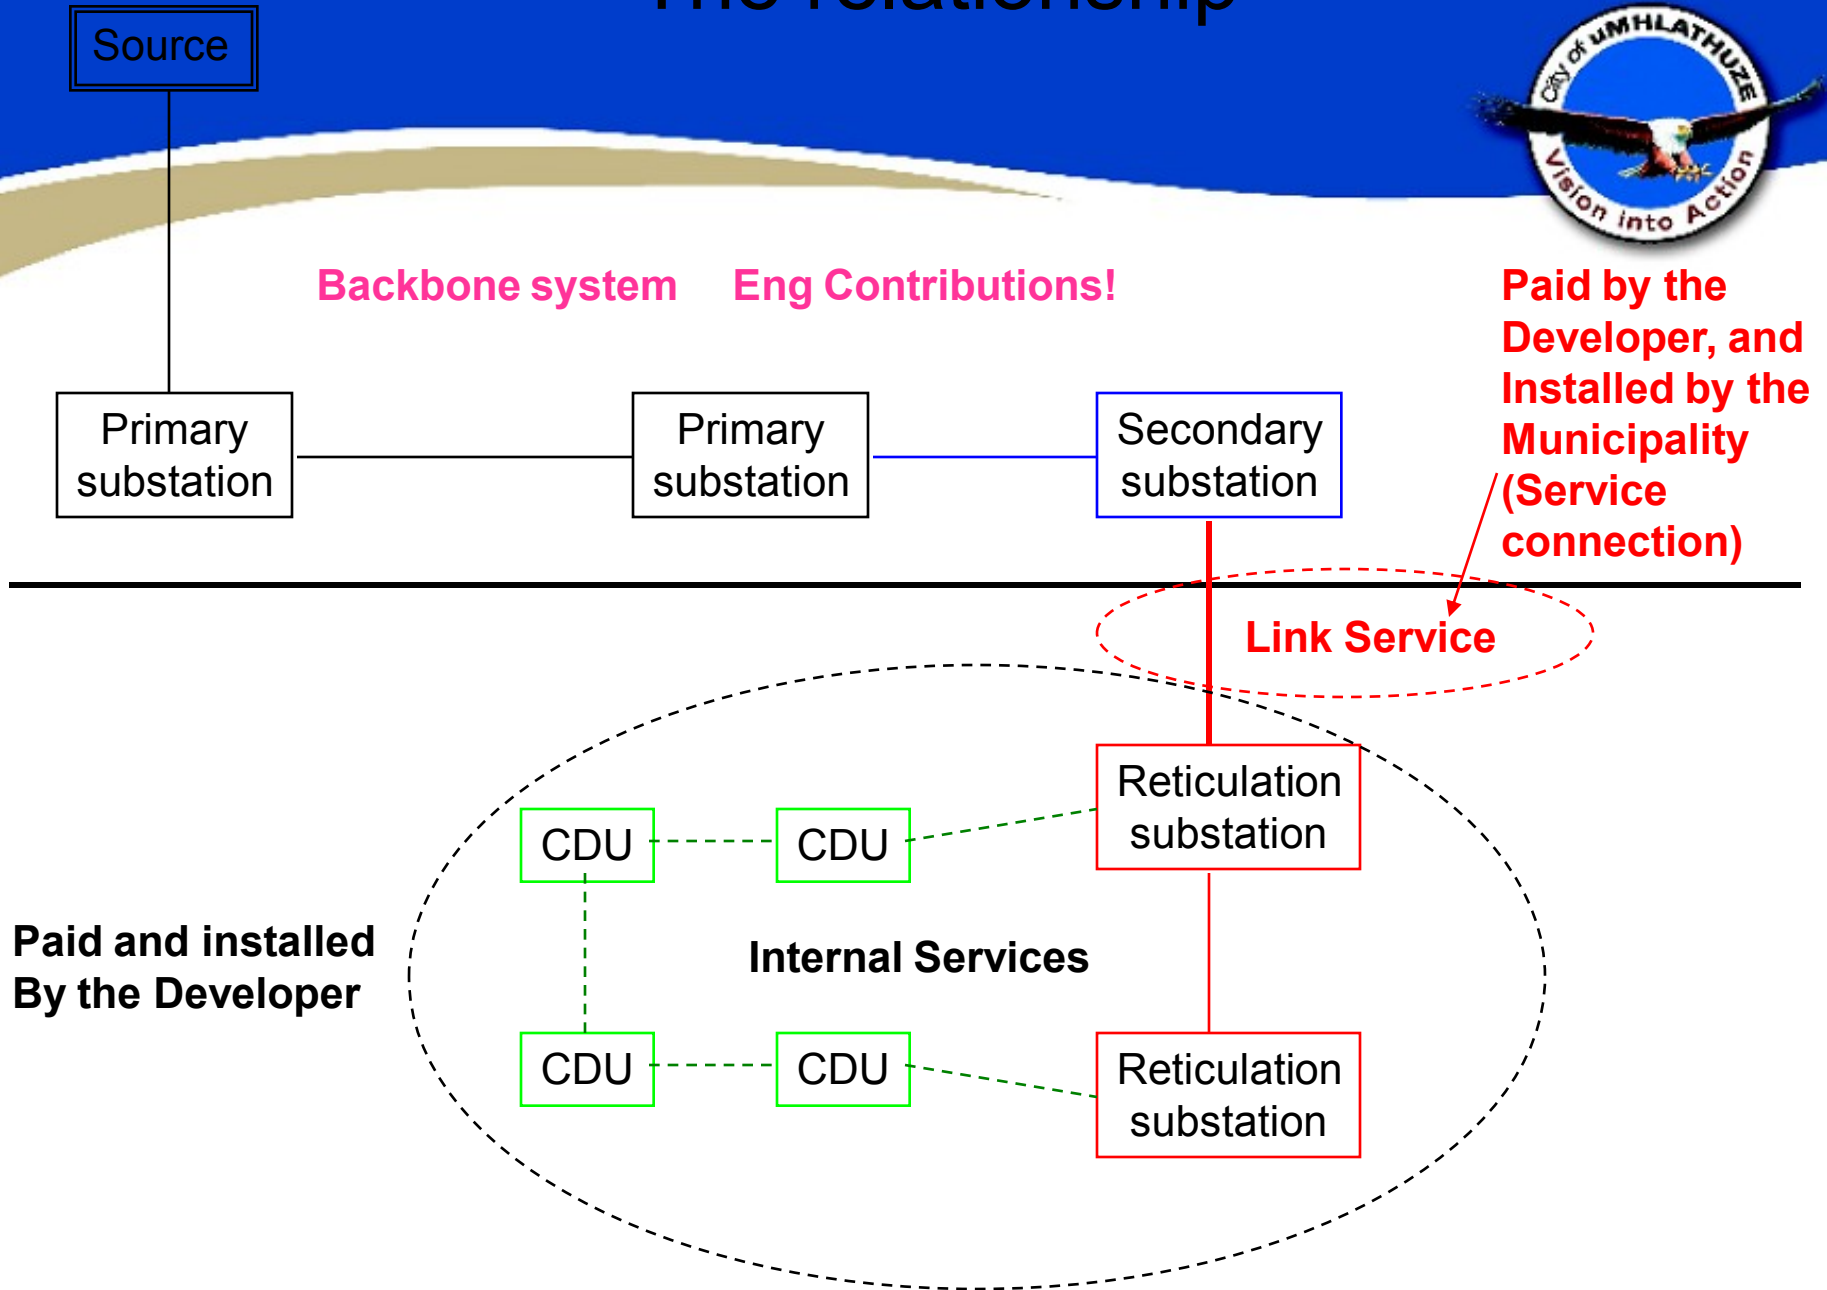 The relationship
Source
City of uMHLATHUZE
Vision into Action
Backbone system Eng Contributions!
Paid by the
Developer, and
Installed by the
Municipality
(Service
connection)
Primary
substation
Primary
substation
Secondary
substation
Link Service
Reticulation
substation
CDU
CDU
Paid and installed
By the Developer
Internal Services
CDU
CDU
Reticulation
substation